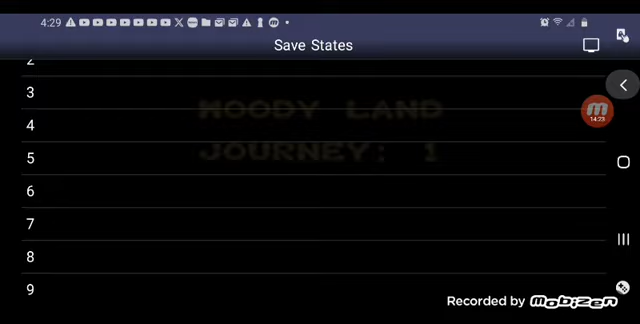 4:29
Save States
2
3
MOODY LAND
4
14:23
5
JOURNEY: 1
6
7
8
9
Recorded by mobizen